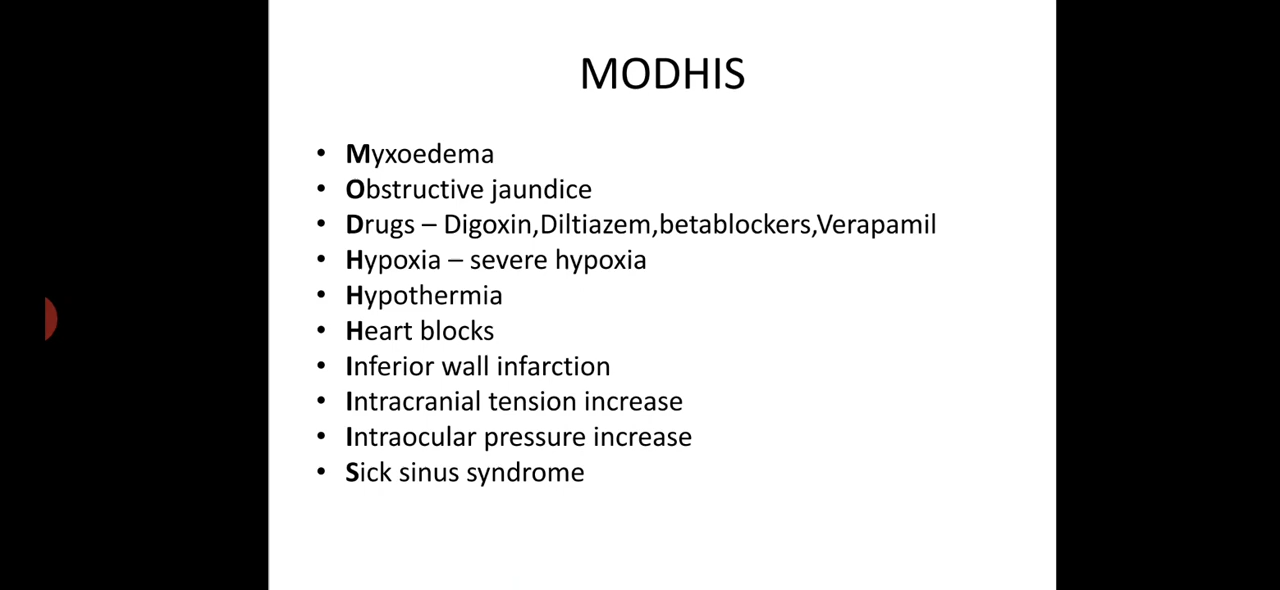 MODHIS
• Myxoedema
• Obstructive jaundice
• Drugs – Digoxin,Diltiazem,betablockers,Verapamil
• Hypoxia – severe hypoxia
• Hypothermia
• Heart blocks
• Inferior wall infarction
• Intracranial tension increase
• Intraocular pressure increase
• Sick sinus syndrome